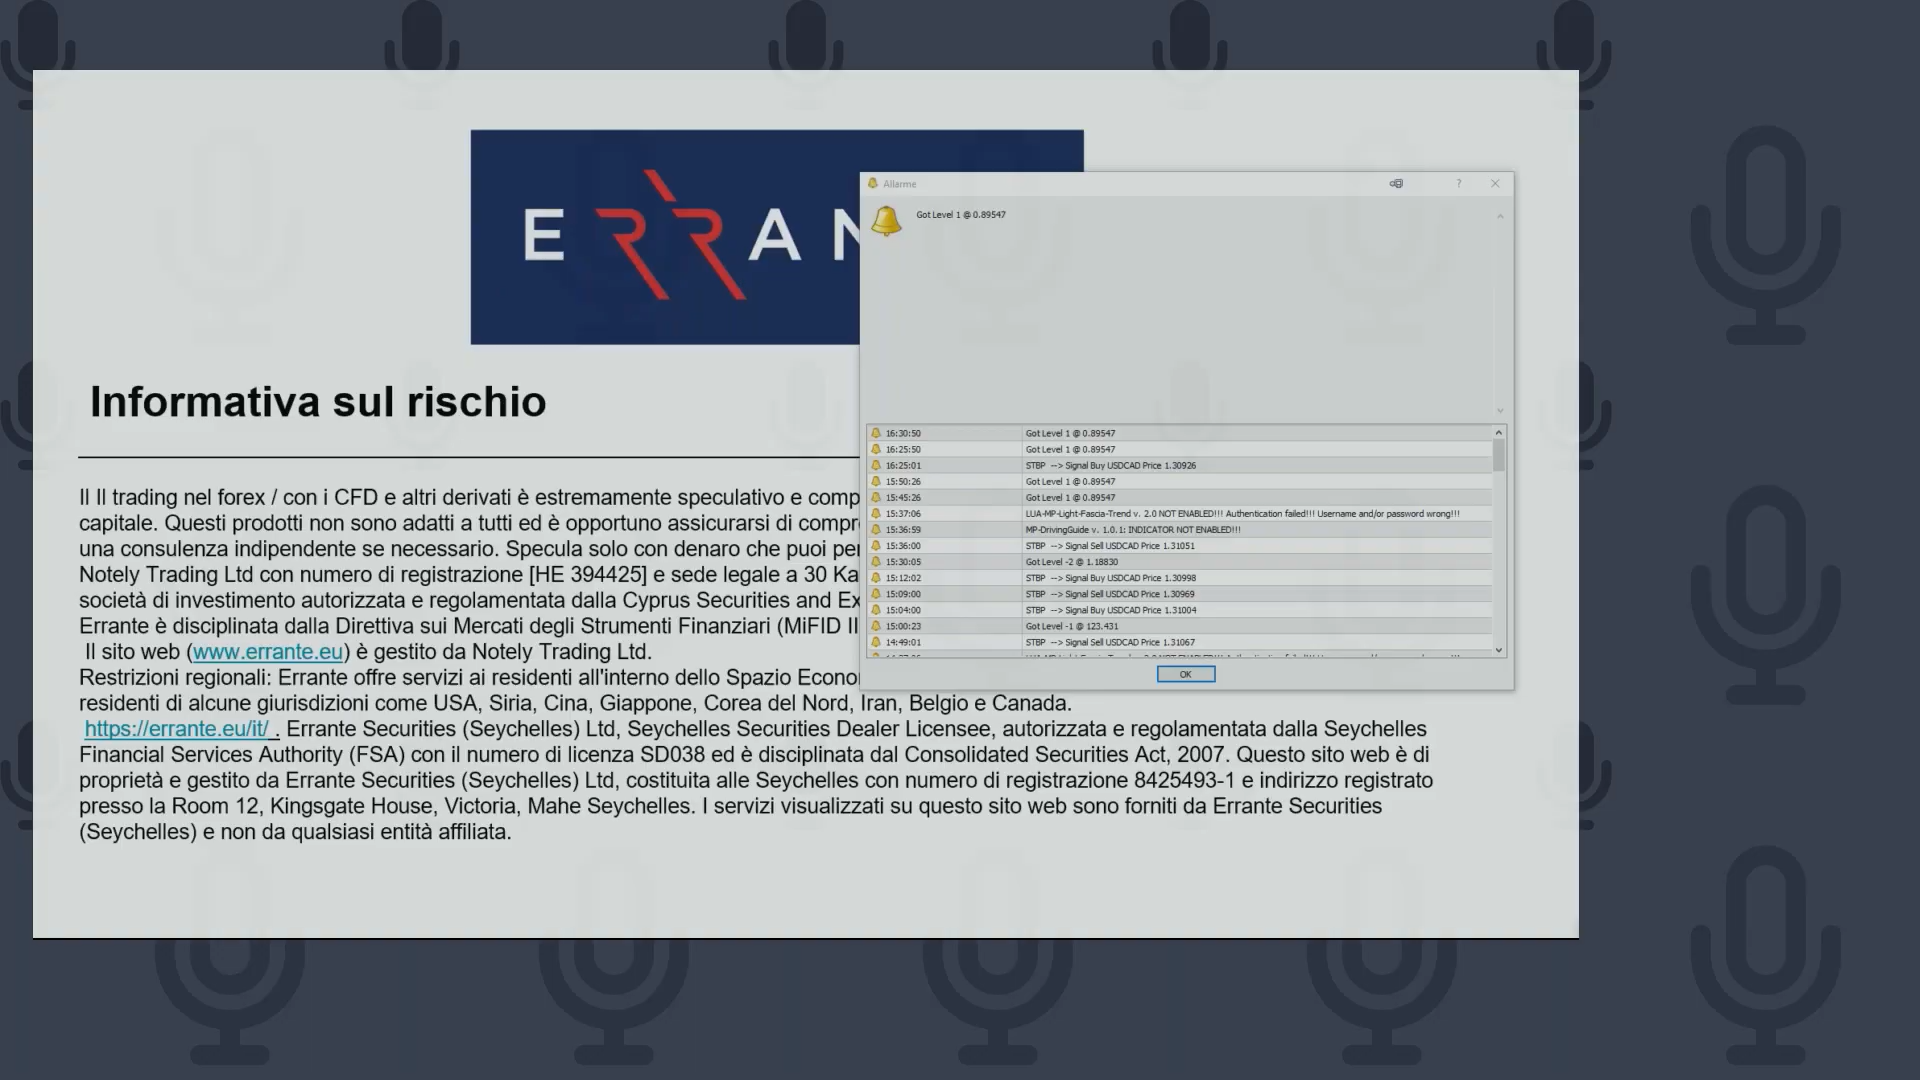 ERRAN
Allarme
Got Level 1 @ 0.89547
16:30:50 Got Level 1 @ 0.89547
16:25:50 Got Level 1 @ 0.89547
16:25:01 STBP --> Signal Buy USDCAD Price 1.30926
15:50:26 Got Level 1 @ 0.89547
15:45:26 Got Level 1 @ 0.89547
15:37:06 LUA-MP-Light-Fascia-Trend v. 2.0 NOT ENABLED!!! Authentication failed!!! Username and/or password wrong!!!
15:36:59 MP-DrivingGuide v. 1.0.1: INDICATOR NOT ENABLED!!!
15:36:00 STBP --> Signal Sell USDCAD Price 1.31051
15:30:05 Got Level -2 @ 1.18830
15:12:02 STBP --> Signal Buy USDCAD Price 1.30998
15:09:00 STBP --> Signal Sell USDCAD Price 1.30969
15:04:00 STBP --> Signal Buy USDCAD Price 1.31004
15:00:23 Got Level -1 @ 123.431
14:49:01 STBP --> Signal Sell USDCAD Price 1.31067
OK
Informativa sul rischio
Il Il trading nel forex / con i CFD e altri derivati è estremamente speculativo e comp
capitale. Questi prodotti non sono adatti a tutti ed è opportuno assicurarsi di compr
una consulenza indipendente se necessario. Specula solo con denaro che puoi per
Notely Trading Ltd con numero di registrazione [HE 394425] e sede legale a 30 Ka
società di investimento autorizzata e regolamentata dalla Cyprus Securities and Ex
Errante è disciplinata dalla Direttiva sui Mercati degli Strumenti Finanziari (MiFID II
Il sito web (www.errante.eu) è gestito da Notely Trading Ltd.
Restrizioni regionali: Errante offre servizi ai residenti all'interno dello Spazio Econo
residenti di alcune giurisdizioni come USA, Siria, Cina, Giappone, Corea del Nord, Iran, Belgio e Canada.
https://errante.eu/it/ . Errante Securities (Seychelles) Ltd, Seychelles Securities Dealer Licensee, autorizzata e regolamentata dalla Seychelles
Financial Services Authority (FSA) con il numero di licenza SD038 ed è disciplinata dal Consolidated Securities Act, 2007. Questo sito web è di
proprietà e gestito da Errante Securities (Seychelles) Ltd, costituita alle Seychelles con numero di registrazione 8425493-1 e indirizzo registrato
presso la Room 12, Kingsgate House, Victoria, Mahe Seychelles. I servizi visualizzati su questo sito web sono forniti da Errante Securities
(Seychelles) e non da qualsiasi entità affiliata.